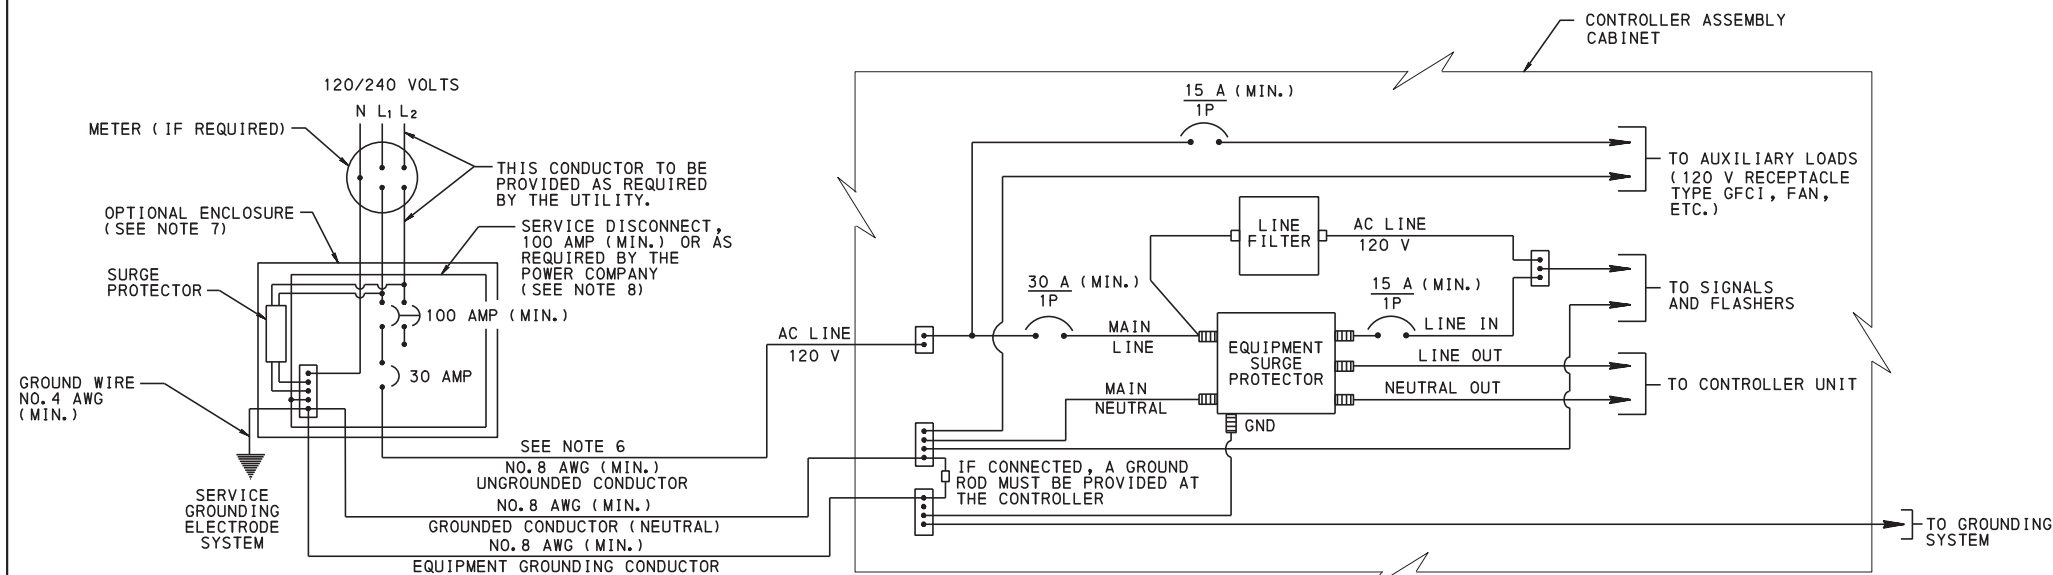 CONTROLLER ASSEMBLY
CABINET
120/240 VOLTS
N L1 L2
METER (IF REQUIRED)
THIS CONDUCTOR TO BE
PROVIDED AS REQUIRED
BY THE UTILITY.
OPTIONAL ENCLOSURE
(SEE NOTE 7)
SERVICE DISCONNECT,
100 AMP (MIN.) OR AS
REQUIRED BY THE
POWER COMPANY
(SEE NOTE 8)
SURGE
PROTECTOR
100 AMP (MIN.)
30 AMP
GROUND WIRE
NO.4 AWG
(MIN.)
SERVICE
GROUNDING
ELECTRODE
SYSTEM
SEE NOTE 6
NO.8 AWG (MIN.)
UNGROUNDED CONDUCTOR
NO.8 AWG (MIN.)
GROUNDED CONDUCTOR (NEUTRAL)
NO.8 AWG (MIN.)
EQUIPMENT GROUNDING CONDUCTOR
AC LINE
120 V
15 A (MIN.)
1P
TO AUXILIARY LOADS
(120 V RECEPTACLE
TYPE GFCI, FAN,
ETC.)
LINE
FILTER
AC LINE
120 V
30 A (MIN.)
1P
MAIN
LINE
15 A (MIN.)
1P
LINE IN
TO SIGNALS
AND FLASHERS
EQUIPMENT
SURGE
PROTECTOR
LINE OUT
NEUTRAL OUT
TO CONTROLLER UNIT
MAIN
NEUTRAL
GND
IF CONNECTED, A GROUND
ROD MUST BE PROVIDED AT
THE CONTROLLER
TO GROUNDING
SYSTEM